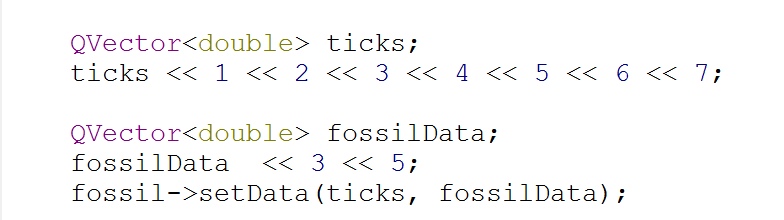 QVector<double> ticks;
ticks << 1 << 2 << 3 << 4 << 5 << 6 << 7;
QVector<double> fossilData;
fossilData  << 3 << 5;
fossil->setData(ticks, fossilData);